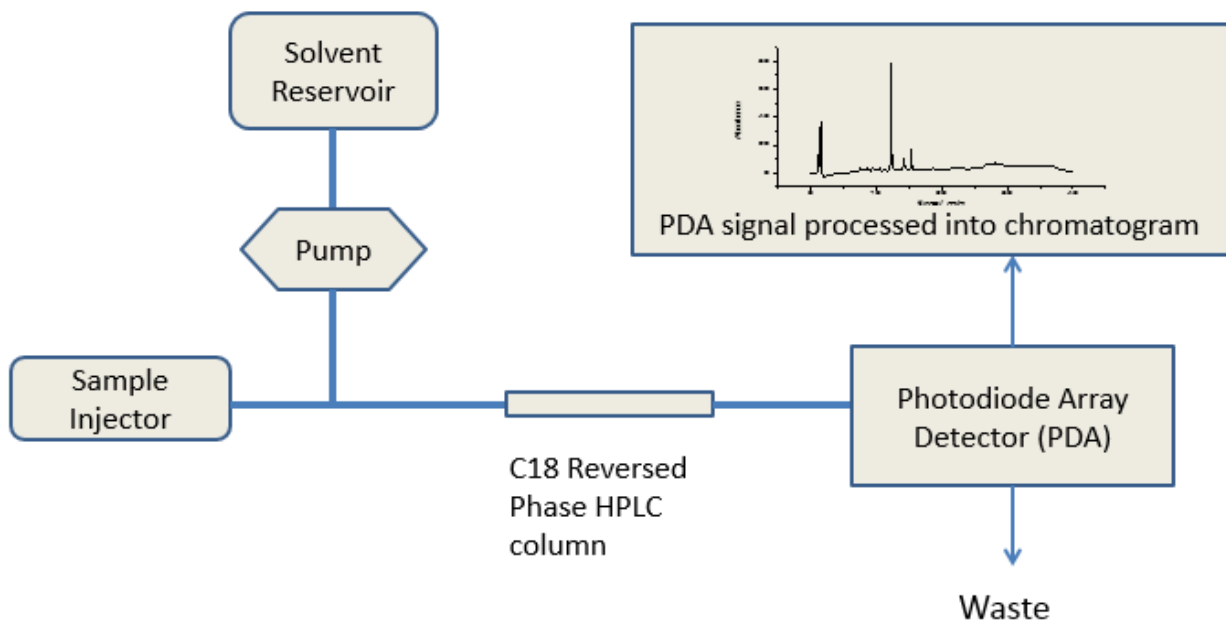 Solvent
Reservoir
Pump
Sample
Injector
C18 Reversed
Phase HPLC
column
PDA signal processed into chromatogram
Photodiode Array
Detector (PDA)
Waste